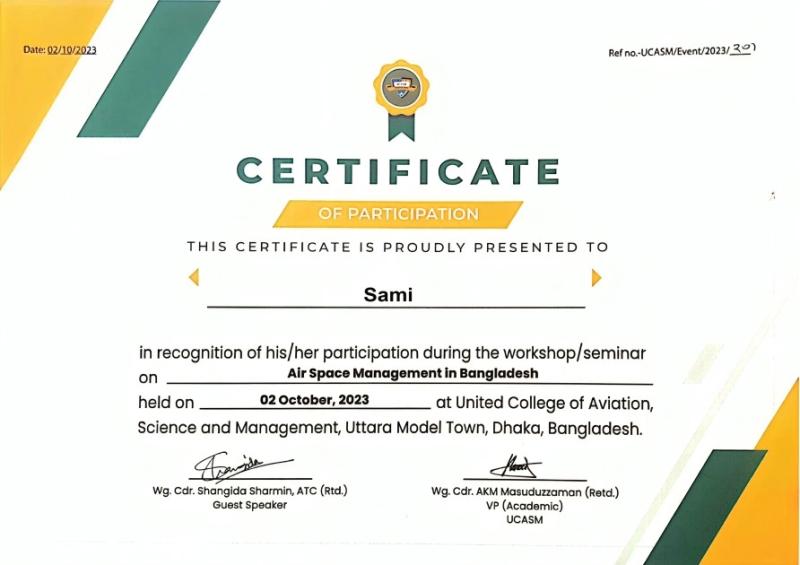 Date: 02/10/2023
Ref no.-UCASM/Event/2023/ 201
CERTIFICATE
OF PARTICIPATION
THIS CERTIFICATE IS PROUDLY PRESENTED TO
Sami
in recognition of his/her participation during the workshop/seminar
on Air Space Management in Bangladesh
held on 02 October, 2023 at United College of Aviation,
Science and Management, Uttara Model Town, Dhaka, Bangladesh.
Wg. Cdr. Shangida Sharmin, ATC (Rtd.)
Guest Speaker
Wg. Cdr. AKM Masuduzzaman (Retd.)
VP (Academic)
UCASM